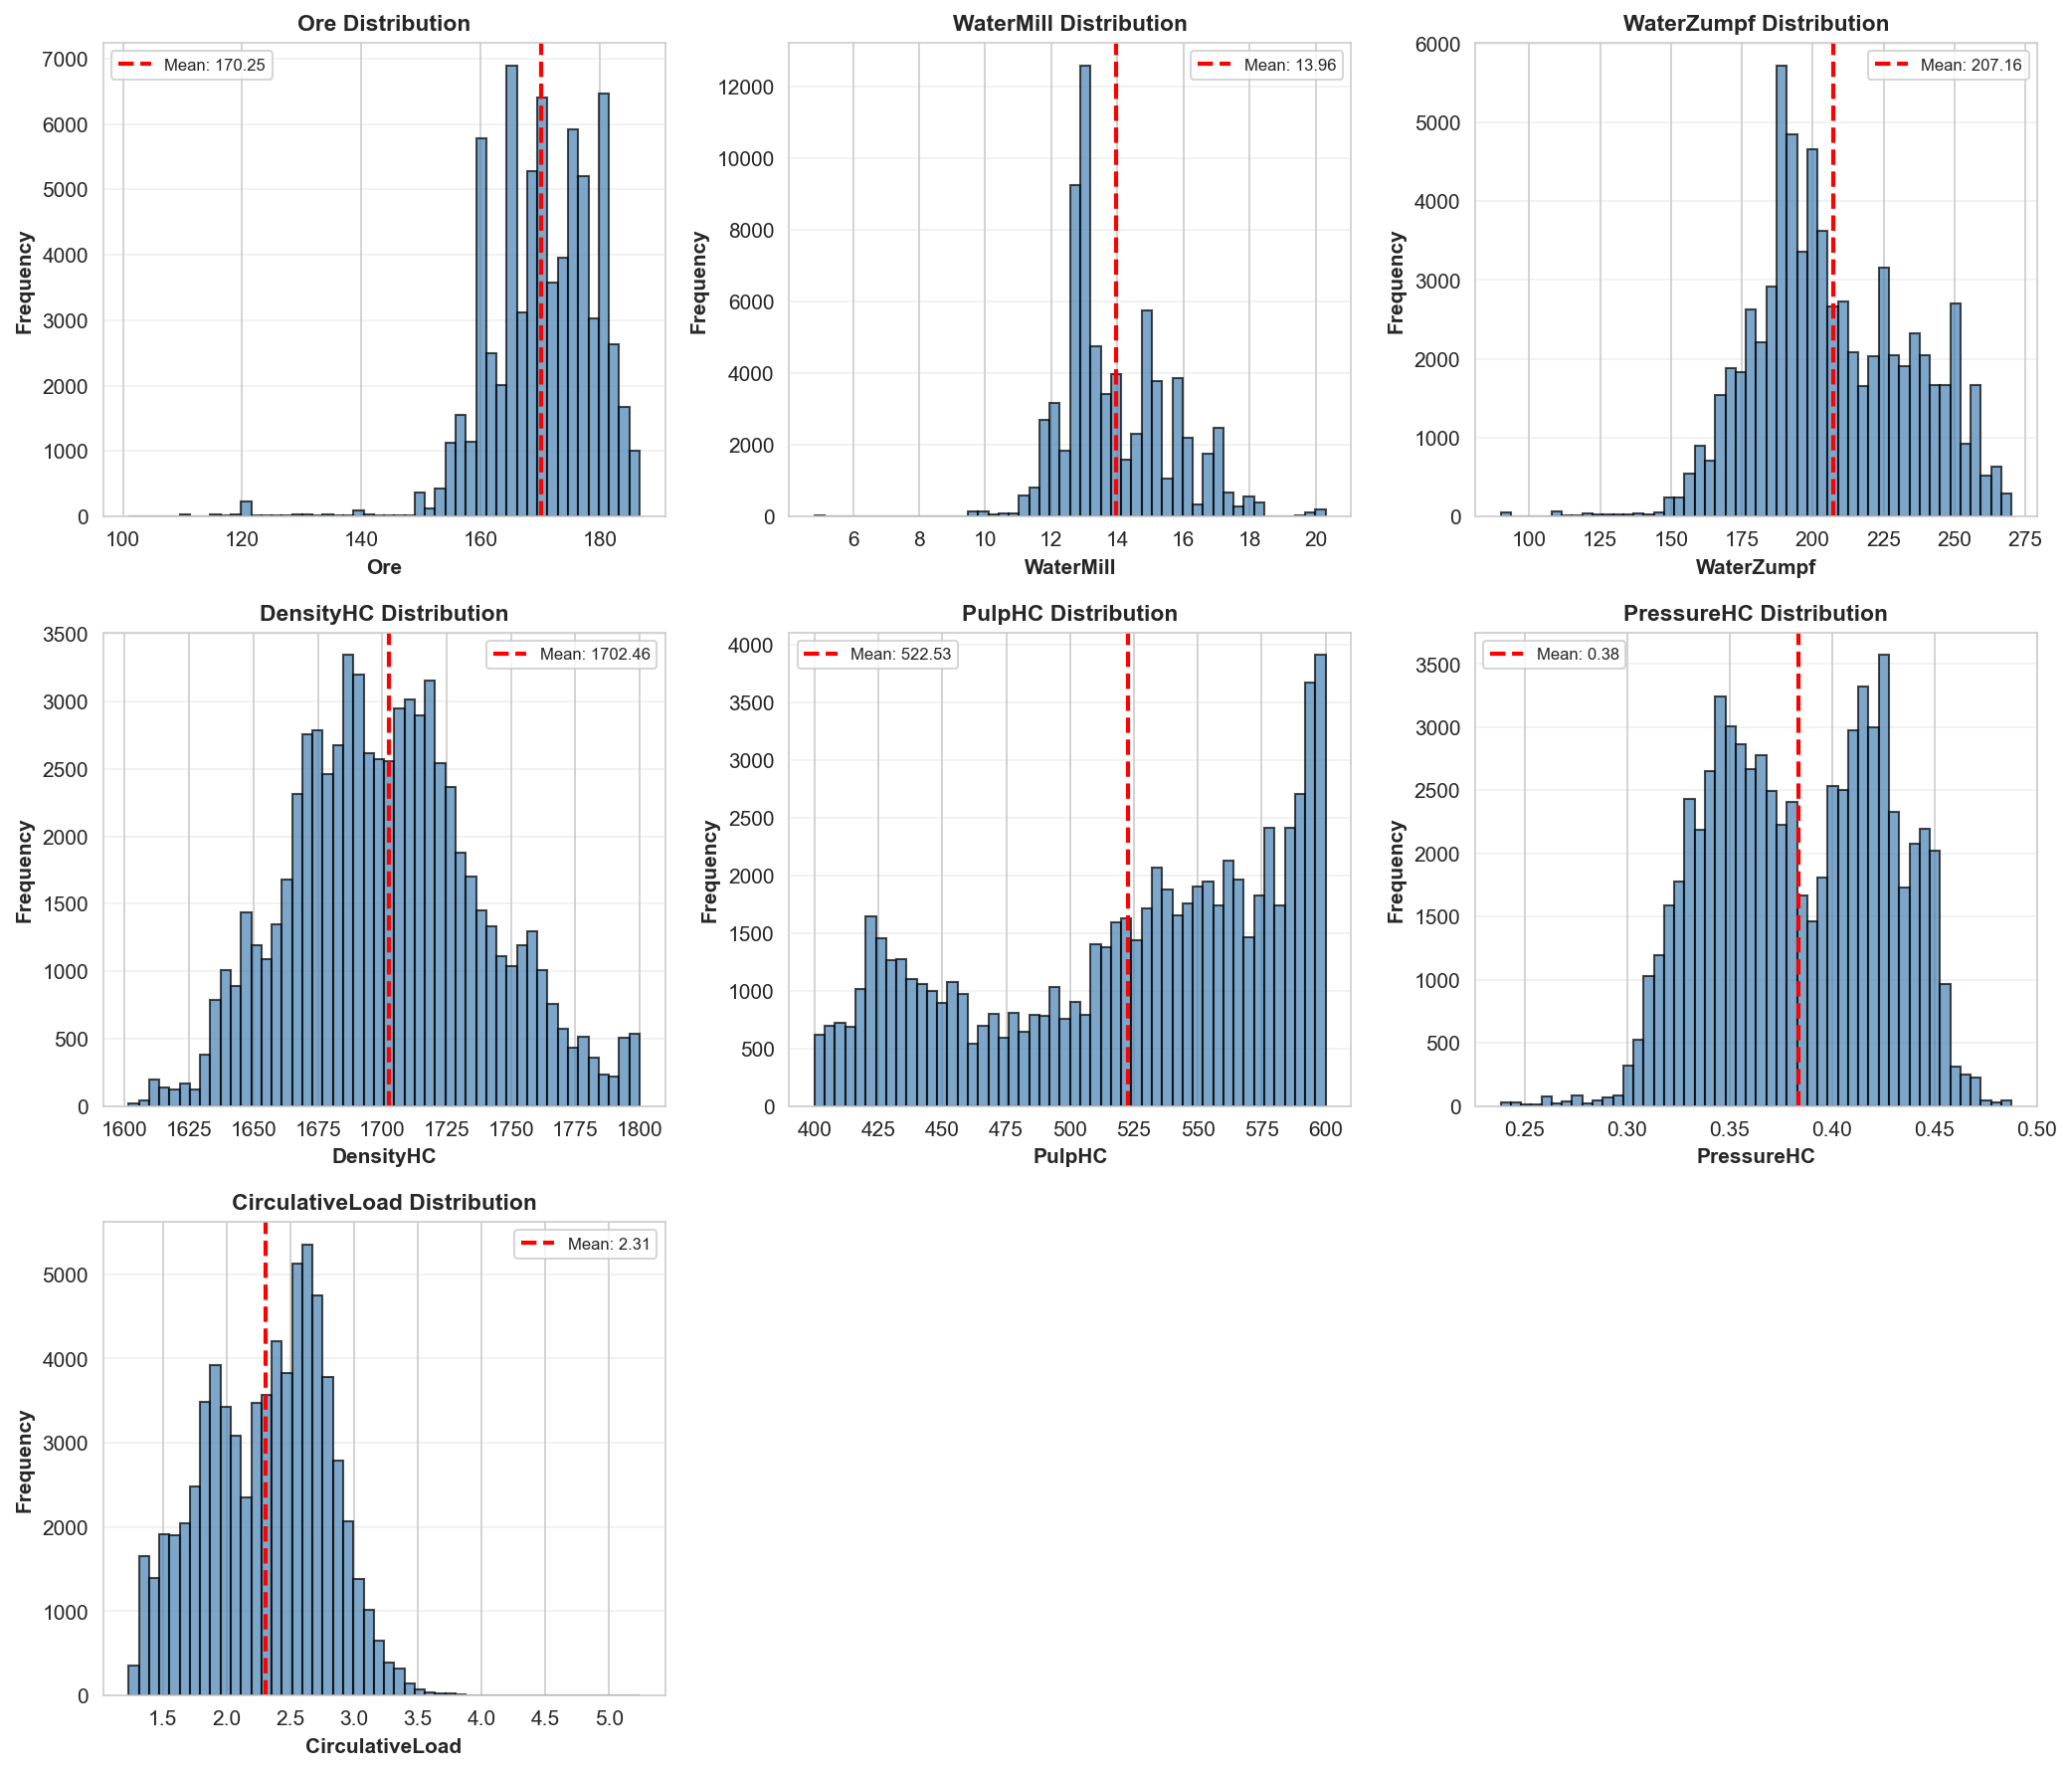 Ore Distribution
Mean: 170.25
7000
6000
5000
4000
3000
2000
1000
0
Frequency
100 120 140 160 180
Ore
WaterMill Distribution
Mean: 13.96
12000
10000
8000
6000
4000
2000
0
Frequency
6 8 10 12 14 16 18 20
WaterMill
WaterZumpf Distribution
Mean: 207.16
6000
5000
4000
3000
2000
1000
0
Frequency
100 125 150 175 200 225 250 275
WaterZumpf
DensityHC Distribution
Mean: 1702.46
3500
3000
2500
2000
1500
1000
500
0
Frequency
1600 1625 1650 1675 1700 1725 1750 1775 1800
DensityHC
PulpHC Distribution
Mean: 522.53
4000
3500
3000
2500
2000
1500
1000
500
0
Frequency
400 425 450 475 500 525 550 575 600
PulpHC
PressureHC Distribution
Mean: 0.38
3500
3000
2500
2000
1500
1000
500
0
Frequency
0.25 0.30 0.35 0.40 0.45 0.50
PressureHC
CirculativeLoad Distribution
Mean: 2.31
5000
4000
3000
2000
1000
0
Frequency
1.5 2.0 2.5 3.0 3.5 4.0 4.5 5.0
CirculativeLoad